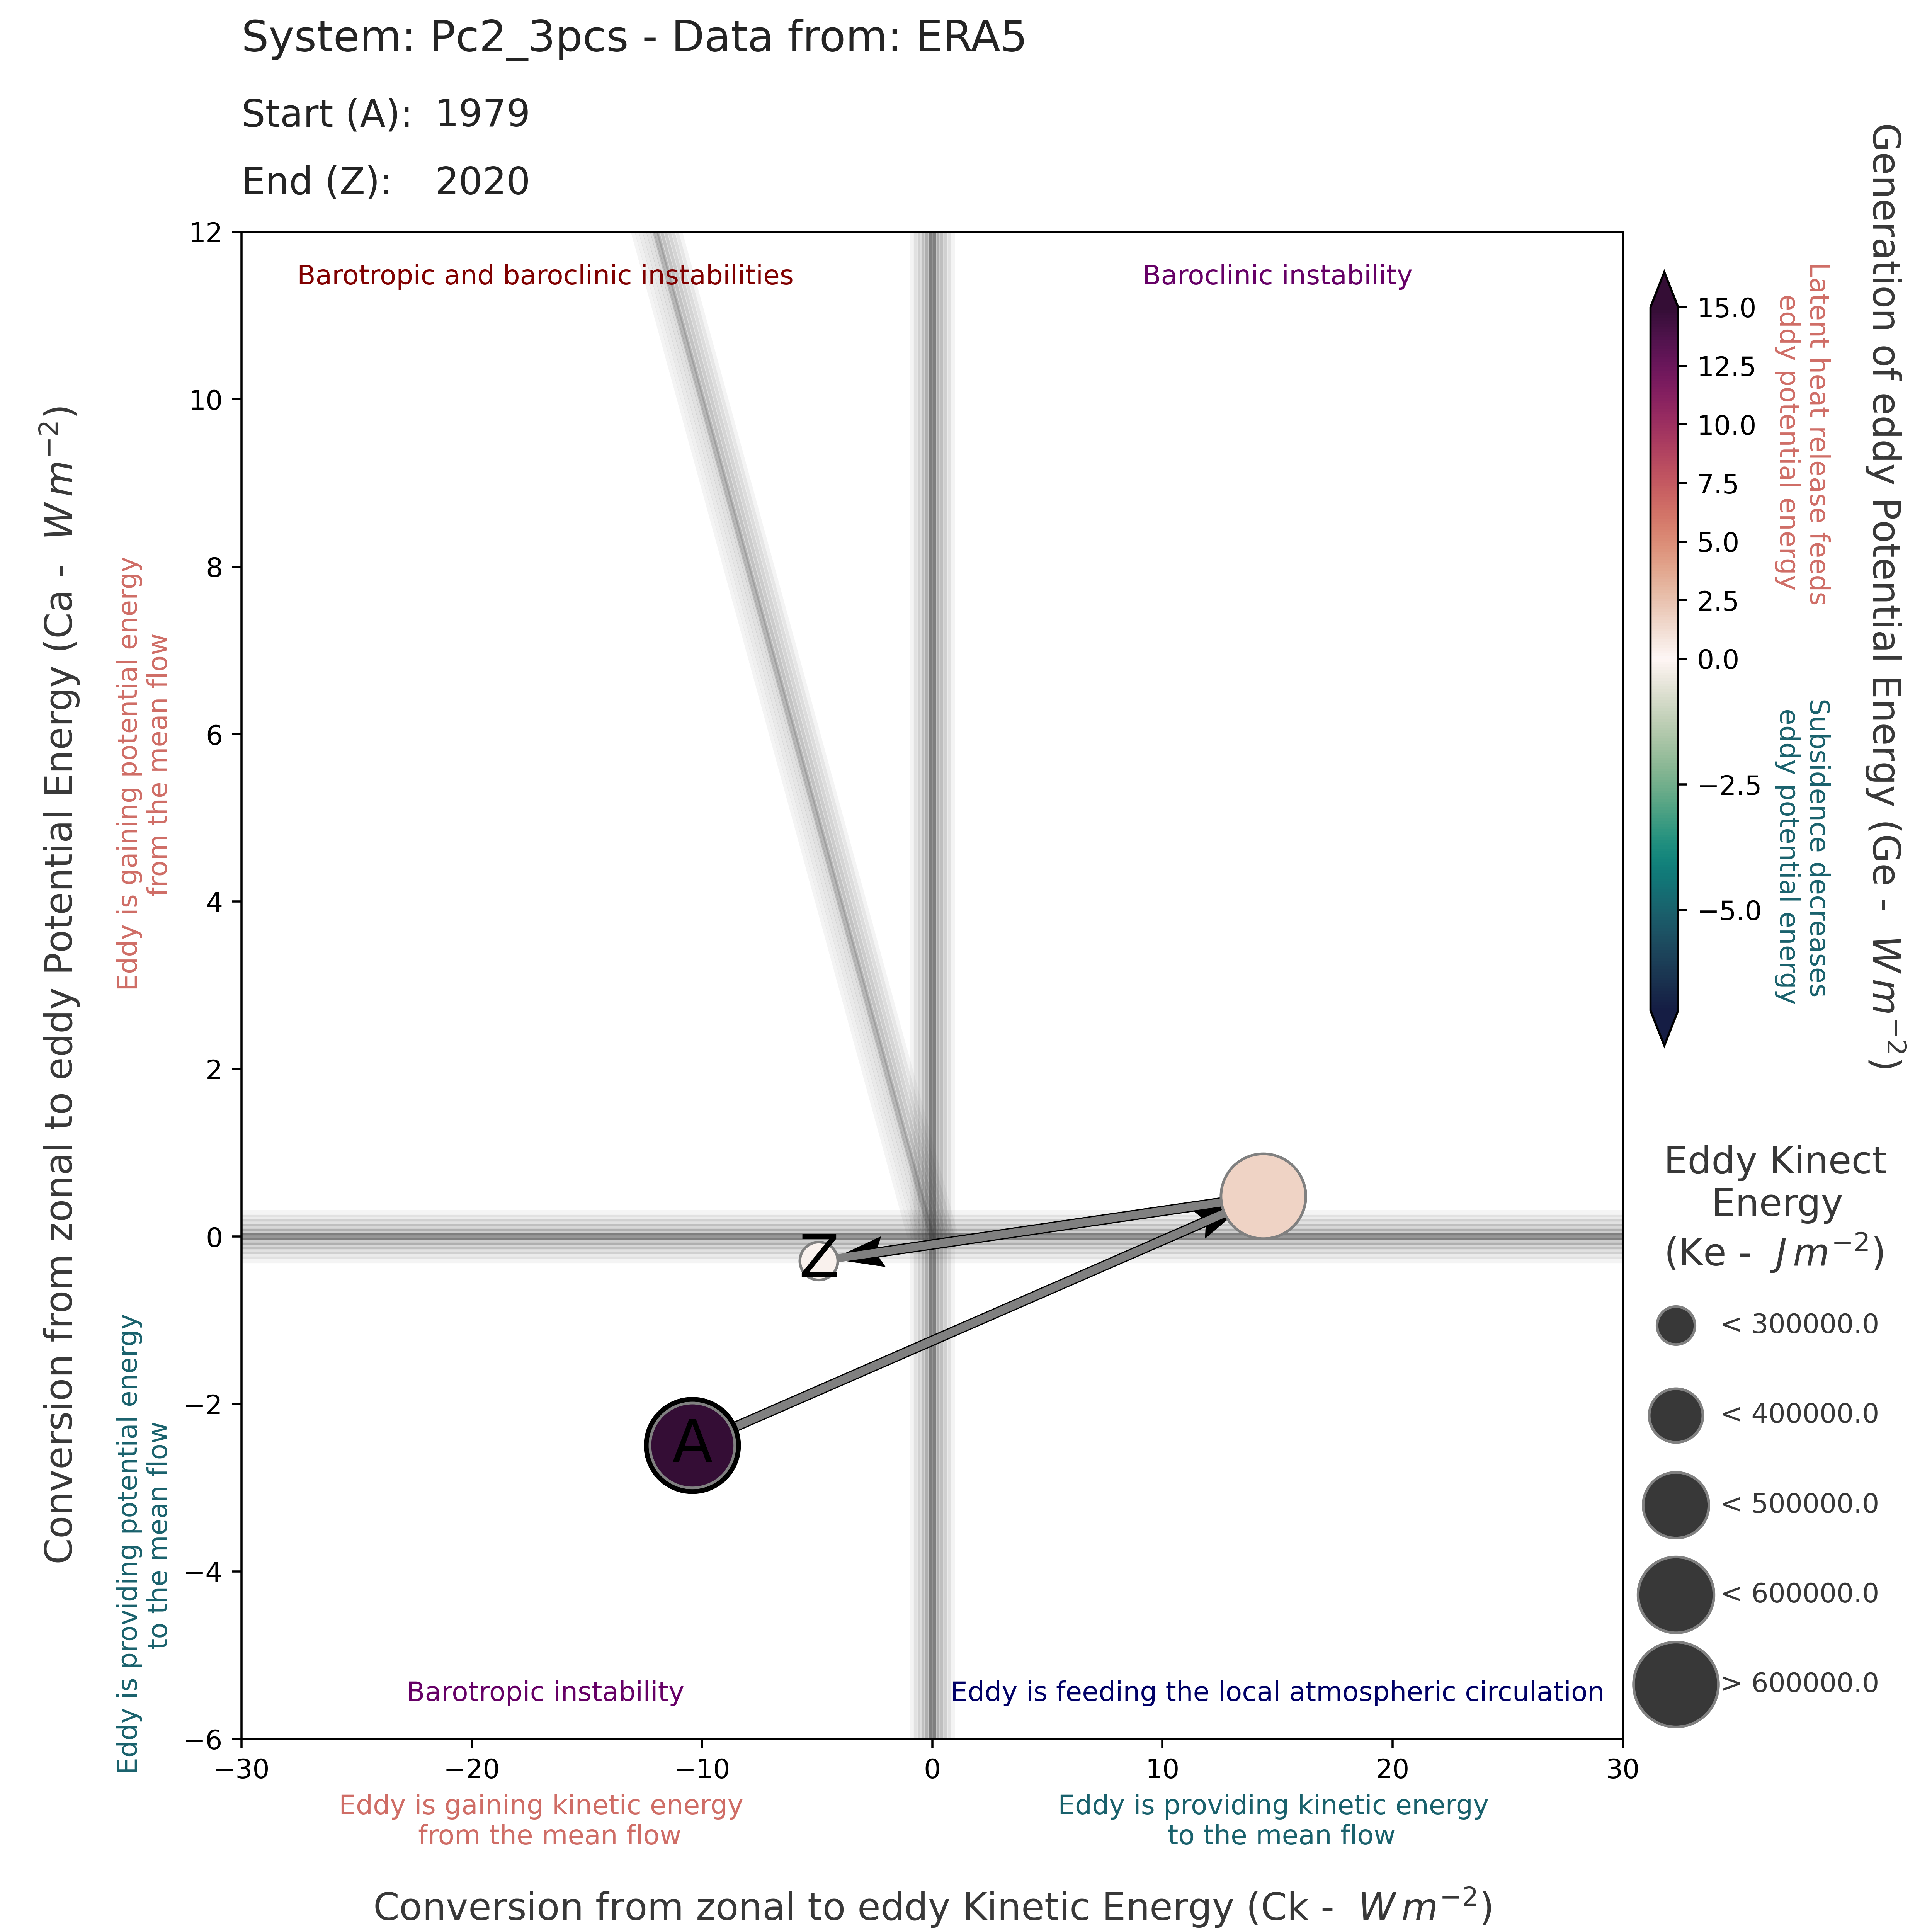 System: Pc2_3pcs - Data from: ERA5
Start (A): 1979
End (Z): 2020
Conversion from zonal to eddy Potential Energy (Ca - W m⁻²)
Eddy is gaining potential energy
from the mean flow
Eddy is providing potential energy
to the mean flow
12
10
8
6
4
2
0
−2
−4
−6
Barotropic and baroclinic instabilities
Baroclinic instability
Z
A
Barotropic instability
Eddy is feeding the local atmospheric circulation
−30
−20
−10
0
10
20
30
Eddy is gaining kinetic energy
from the mean flow
Eddy is providing kinetic energy
to the mean flow
Conversion from zonal to eddy Kinetic Energy (Ck - W m⁻²)
15.0
12.5
10.0
7.5
5.0
2.5
0.0
−2.5
−5.0
Latent heat release feeds
eddy potential energy
Subsidence decreases
eddy potential energy
Generation of eddy Potential Energy (Ge - W m⁻²)
Eddy Kinect
Energy
(Ke - J m⁻²)
< 300000.0
< 400000.0
< 500000.0
< 600000.0
> 600000.0